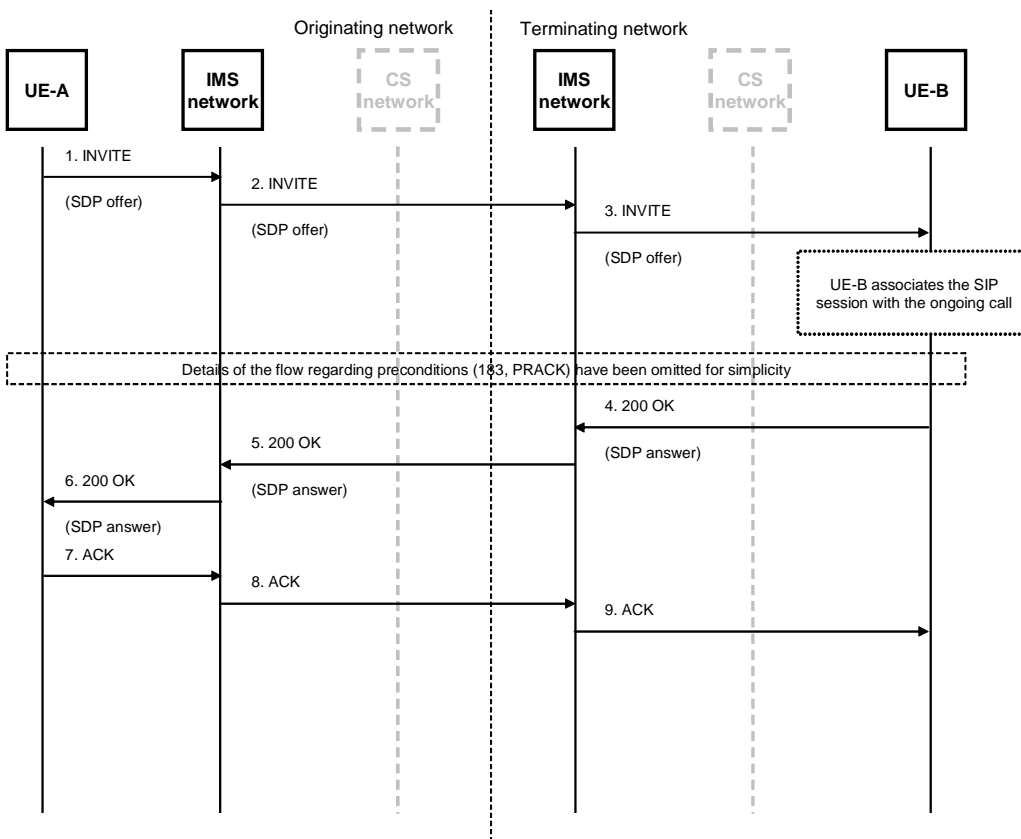 Originating network
Terminating network
UE-A
IMS
network
CS
network
IMS
network
CS
network
UE-B
1. INVITE
(SDP offer)
2. INVITE
(SDP offer)
3. INVITE
(SDP offer)
UE-B associates the SIP
session with the ongoing call
Details of the flow regarding preconditions (183, PRACK) have been omitted for simplicity
4. 200 OK
(SDP answer)
5. 200 OK
(SDP answer)
6. 200 OK
(SDP answer)
7. ACK
8. ACK
9. ACK